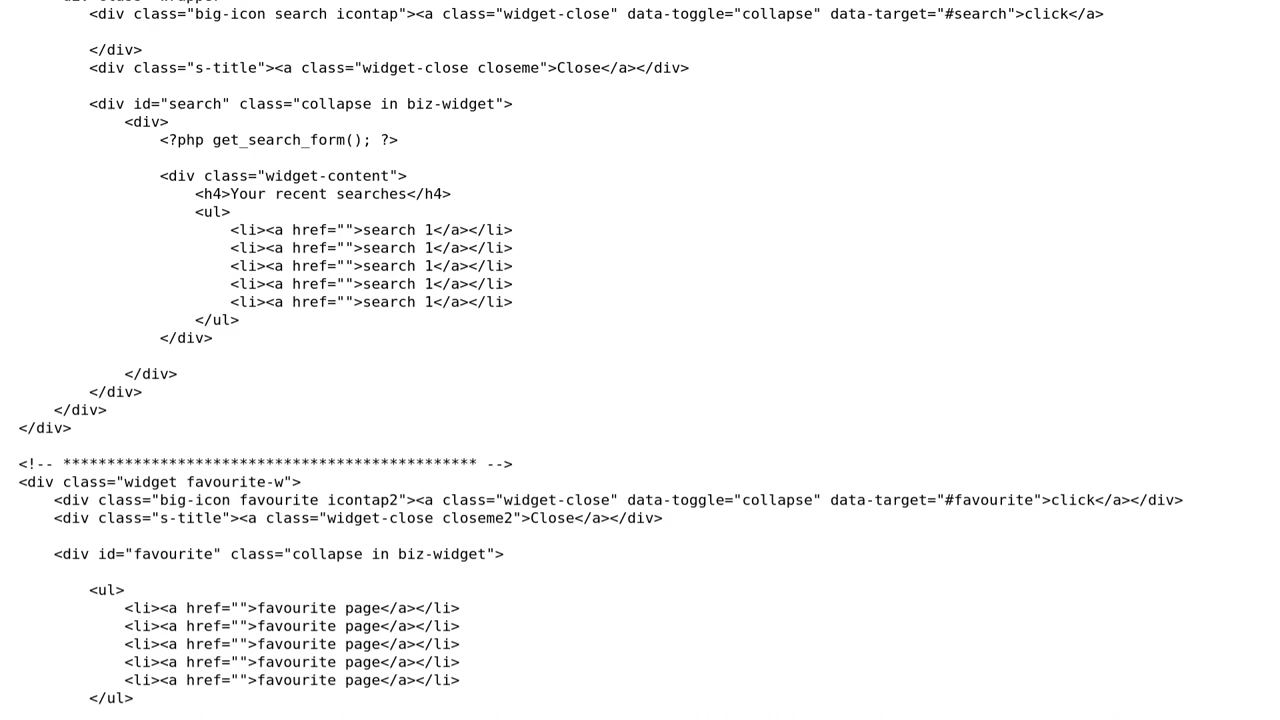 <div class="big-icon search icontap"><a class="widget-close" data-toggle="collapse" data-target="#search">click</a>
</div>
<div class="s-title"><a class="widget-close closeme">Close</a></div>
<div id="search" class="collapse in biz-widget">
<div>
<?php get_search_form(); ?>
<div class="widget-content">
<h4>Your recent searches</h4>
<ul>
<li><a href="">search 1</a></li>
<li><a href="">search 1</a></li>
<li><a href="">search 1</a></li>
<li><a href="">search 1</a></li>
<li><a href="">search 1</a></li>
</ul>
</div>
</div>
</div>
</div>
</div>
<!-- *********************************************** -->
<div class="widget favourite-w">
<div class="big-icon favourite icontap2"><a class="widget-close" data-toggle="collapse" data-target="#favourite">click</a></div>
<div class="s-title"><a class="widget-close closeme2">Close</a></div>
<div id="favourite" class="collapse in biz-widget">
<ul>
<li><a href="">favourite page</a></li>
<li><a href="">favourite page</a></li>
<li><a href="">favourite page</a></li>
<li><a href="">favourite page</a></li>
<li><a href="">favourite page</a></li>
</ul>